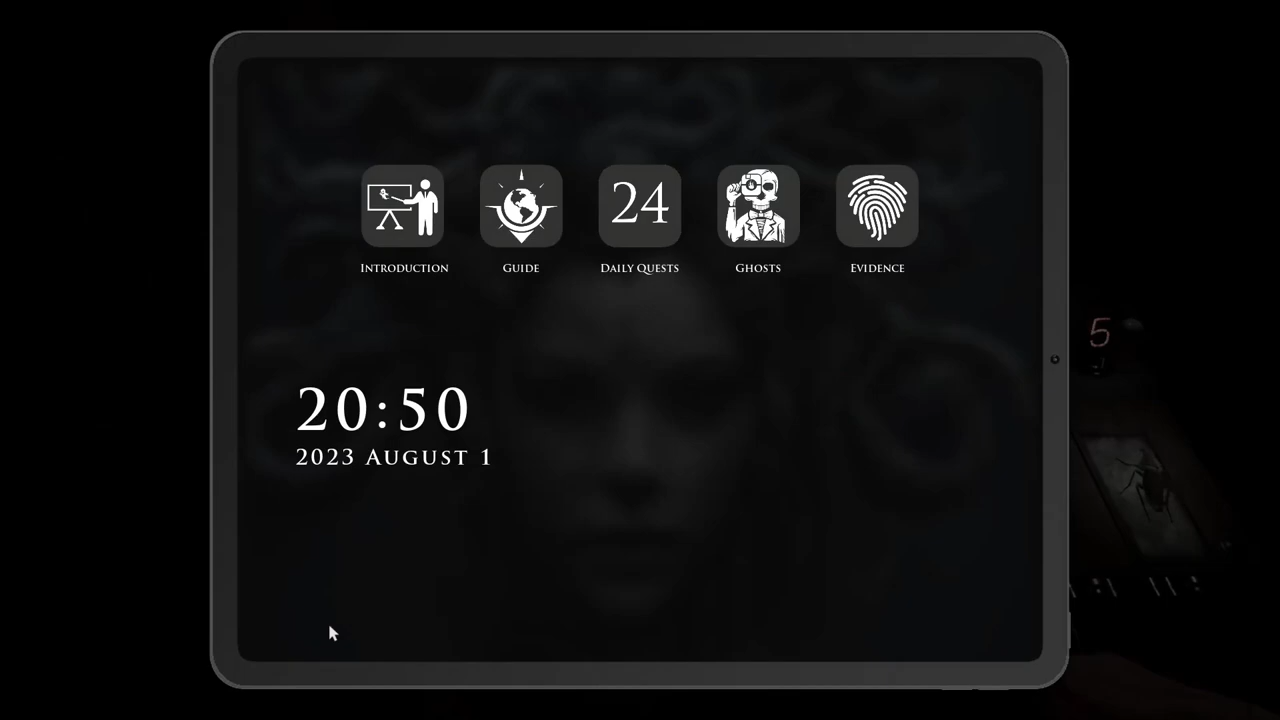 24
INTRODUCTION
GUIDE
DAILY QUESTS
GHOSTS
EVIDENCE
5
20:50
2023 AUGUST 1